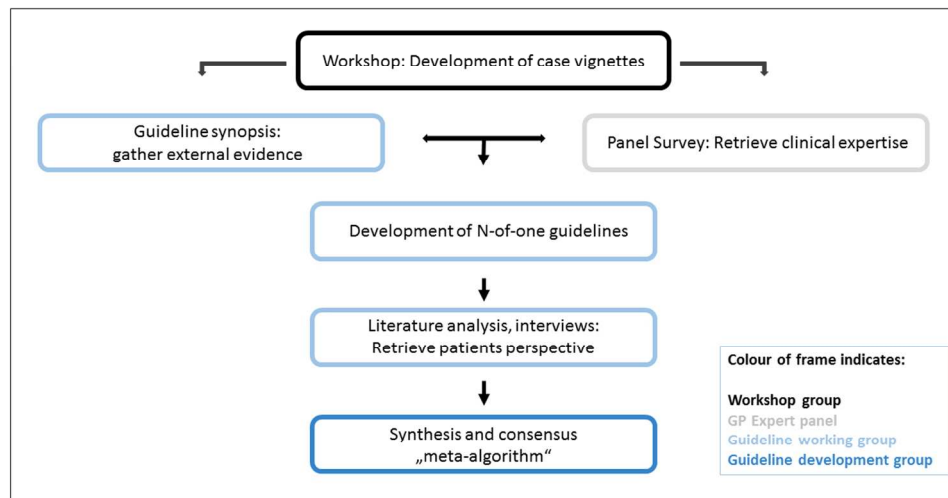 Workshop: Development of case vignettes
Guideline synopsis:
gather external evidence
Panel Survey: Retrieve clinical expertise
Development of N-of-one guidelines
Literature analysis, interviews:
Retrieve patients perspective
Synthesis and consensus
„meta-algorithm“
Colour of frame indicates:
Workshop group
GP Expert panel
Guideline working group
Guideline development group